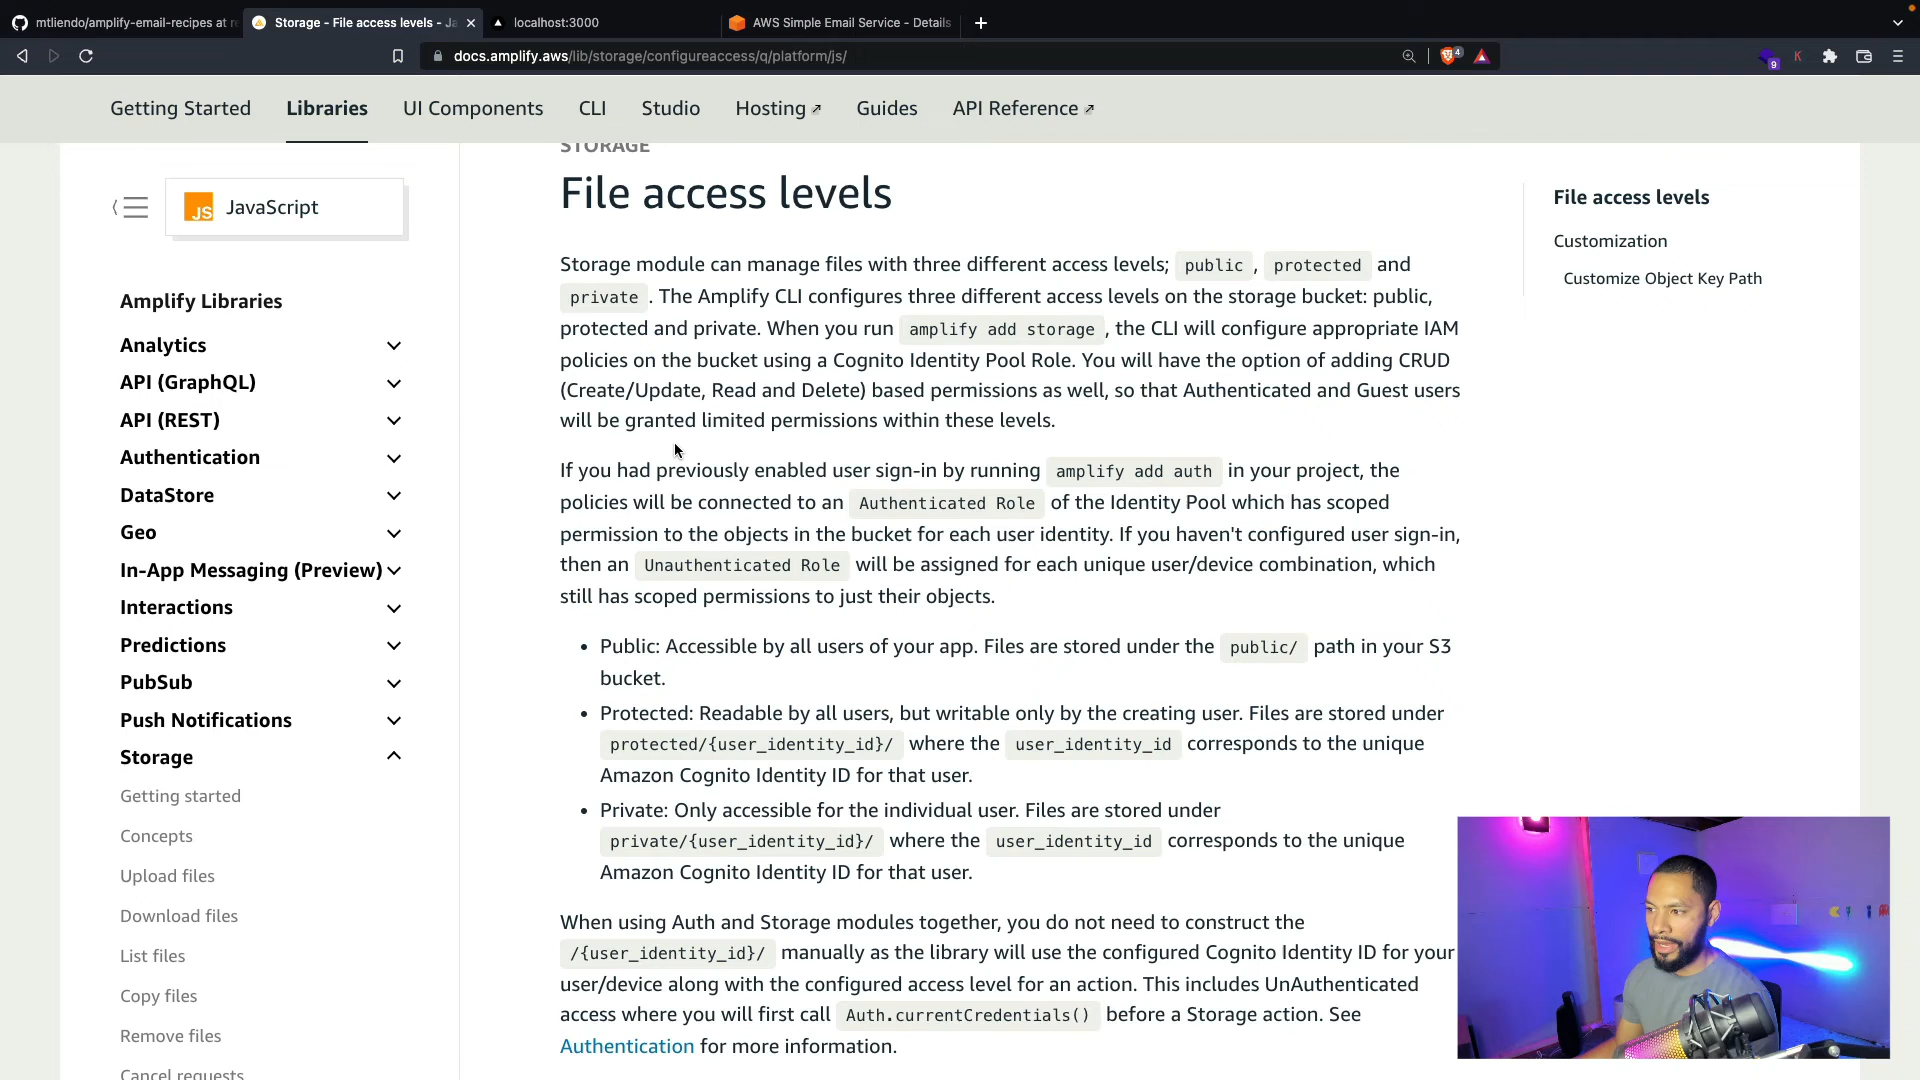 mtliendo/amplify-email-recipes at r
Storage - File access levels - Ja
localhost:3000
AWS Simple Email Service - Details
docs.amplify.aws/lib/storage/configureaccess/q/platform/js/
4
9
K
Getting Started
Libraries
UI Components
CLI
Studio
Hosting
Guides
API Reference
JS
JavaScript
Amplify Libraries
Analytics
API (GraphQL)
API (REST)
Authentication
DataStore
Geo
In-App Messaging (Preview)
Interactions
Predictions
PubSub
Push Notifications
Storage
Getting started
Concepts
Upload files
Download files
List files
Copy files
Remove files
Cancel requests
STORAGE
File access levels
Storage module can manage files with three different access levels; public , protected and
private . The Amplify CLI configures three different access levels on the storage bucket: public,
protected and private. When you run amplify add storage , the CLI will configure appropriate IAM
policies on the bucket using a Cognito Identity Pool Role. You will have the option of adding CRUD
(Create/Update, Read and Delete) based permissions as well, so that Authenticated and Guest users
will be granted limited permissions within these levels.
If you had previously enabled user sign-in by running amplify add auth in your project, the
policies will be connected to an Authenticated Role of the Identity Pool which has scoped
permission to the objects in the bucket for each user identity. If you haven't configured user sign-in,
then an Unauthenticated Role will be assigned for each unique user/device combination, which
still has scoped permissions to just their objects.
• Public: Accessible by all users of your app. Files are stored under the public/ path in your S3
bucket.
• Protected: Readable by all users, but writable only by the creating user. Files are stored under
protected/{user_identity_id}/ where the user_identity_id corresponds to the unique
Amazon Cognito Identity ID for that user.
• Private: Only accessible for the individual user. Files are stored under
private/{user_identity_id}/ where the user_identity_id corresponds to the unique
Amazon Cognito Identity ID for that user.
When using Auth and Storage modules together, you do not need to construct the
/{user_identity_id}/ manually as the library will use the configured Cognito Identity ID for your
user/device along with the configured access level for an action. This includes UnAuthenticated
access where you will first call Auth.currentCredentials() before a Storage action. See
Authentication for more information.
File access levels
Customization
Customize Object Key Path